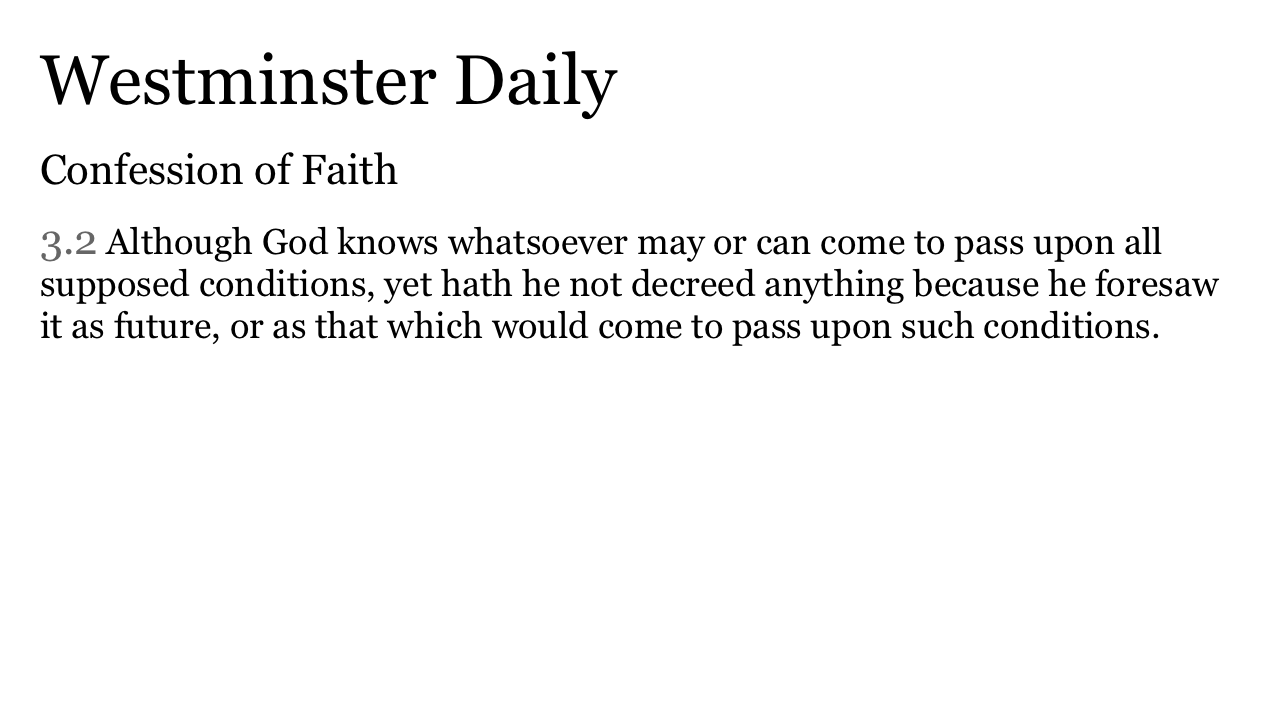 Westminster Daily
Confession of Faith
3.2 Although God knows whatsoever may or can come to pass upon all
supposed conditions, yet hath he not decreed anything because he foresaw
it as future, or as that which would come to pass upon such conditions.